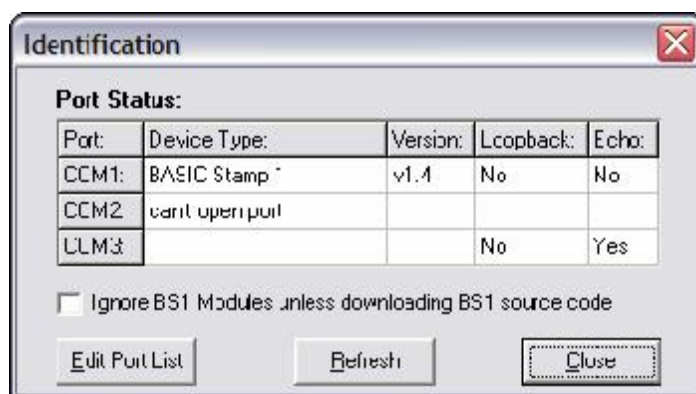 Identification
Port Status:
Port: Device Type: Version: Loopback: Echo:
COM1: BASIC Stamp 1 v1.4 No No
COM2: can't open port
COM3: No Yes
Ignore BS1 Modules unless downloading BS1 source code
Edit Port List Refresh Close